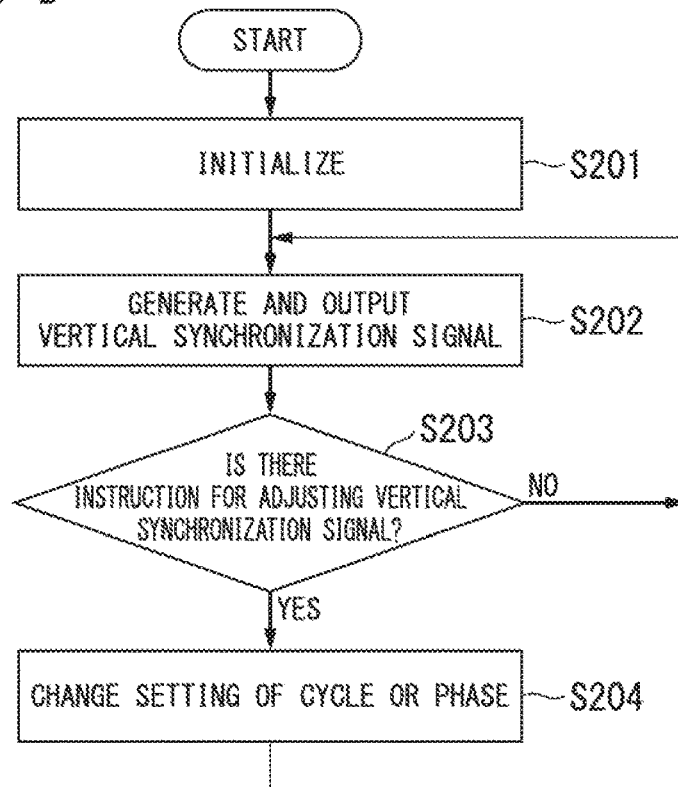 START
INITIALIZE
S201
GENERATE AND OUTPUT
VERTICAL SYNCHRONIZATION SIGNAL
S202
S203
IS THERE
INSTRUCTION FOR ADJUSTING VERTICAL
SYNCHRONIZATION SIGNAL?
NO
YES
CHANGE SETTING OF CYCLE OR PHASE
S204